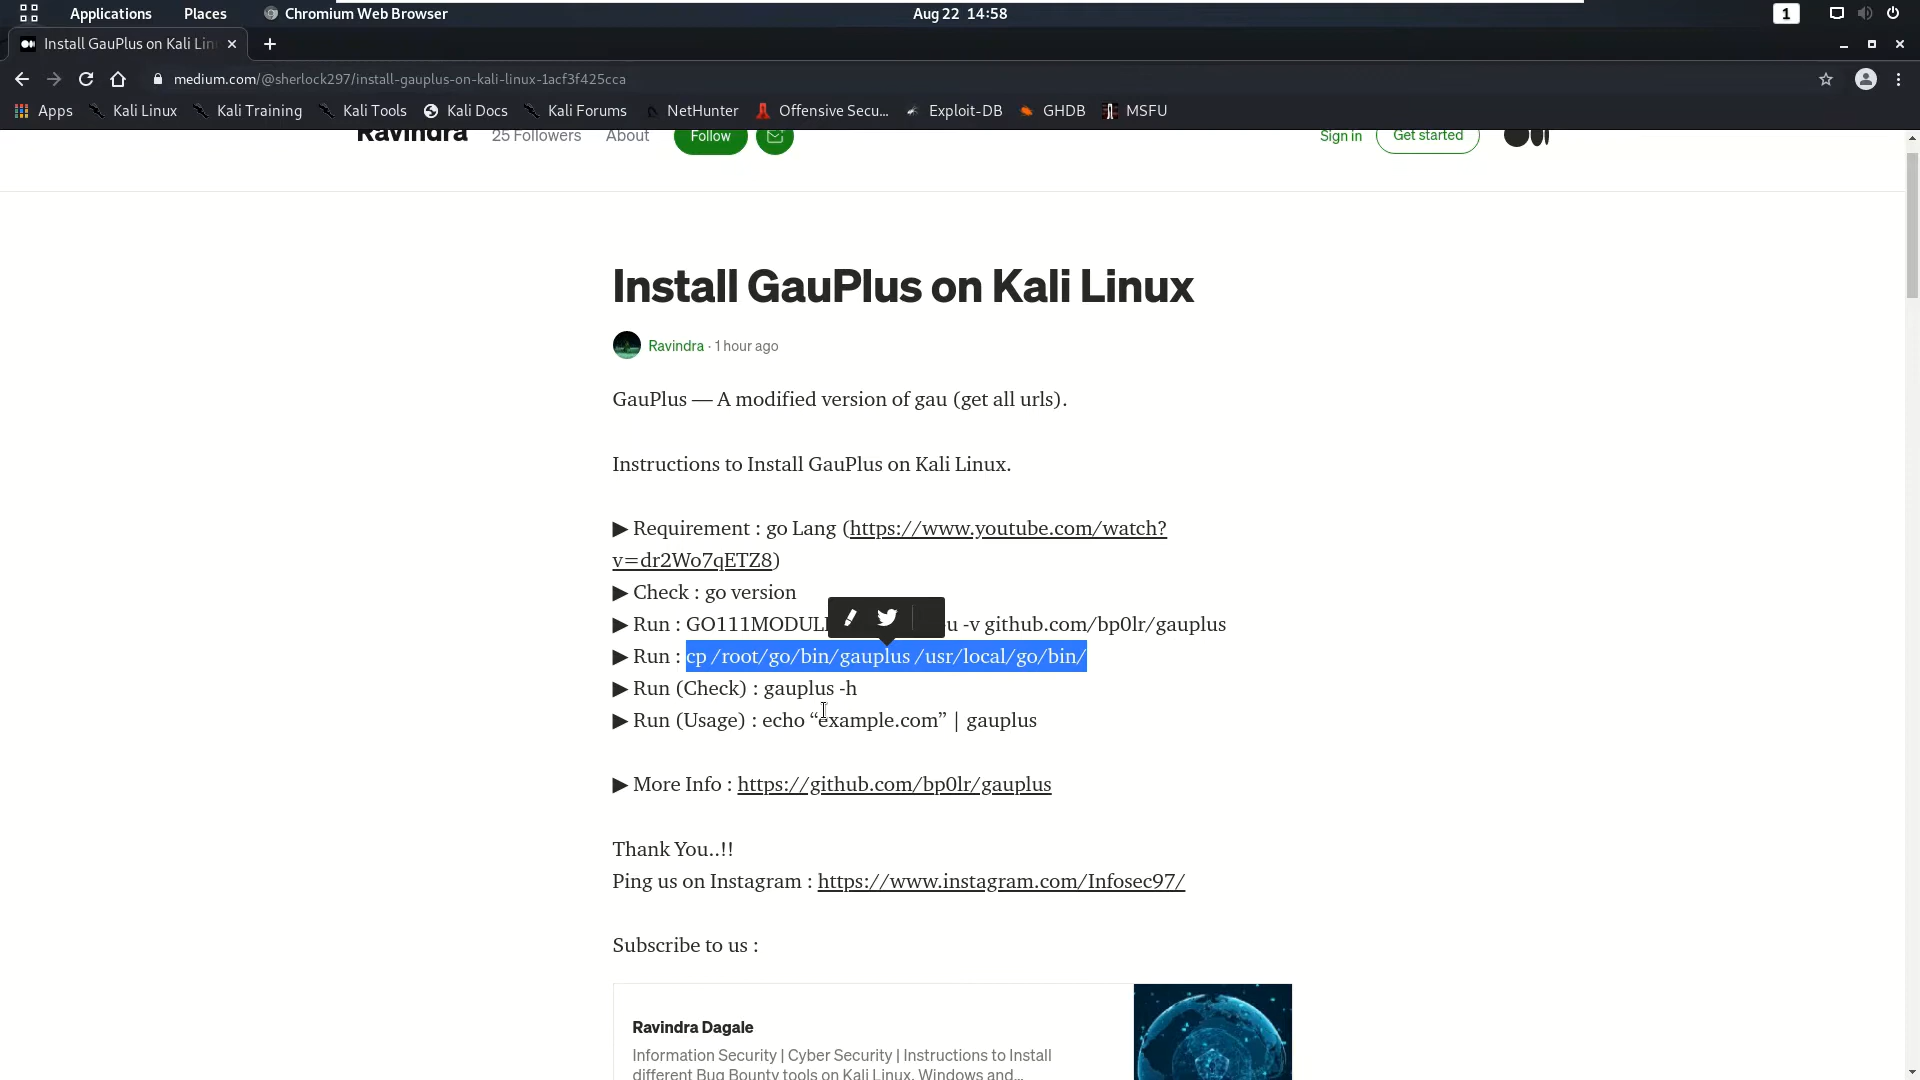 Applications Places Chromium Web Browser Aug 22 14:58 1
Install GauPlus on Kali Lin
medium.com/@sherlock297/install-gauplus-on-kali-linux-1acf3f425cca
Apps Kali Linux Kali Training Kali Tools Kali Docs Kali Forums NetHunter Offensive Secu... Exploit-DB GHDB MSFU
Ravindra 25 Followers About Follow Sign in Get started
Install GauPlus on Kali Linux
Ravindra · 1 hour ago
GauPlus — A modified version of gau (get all urls).
Instructions to Install GauPlus on Kali Linux.
▶ Requirement : go Lang (https://www.youtube.com/watch?
v=dr2Wo7qETZ8)
▶ Check : go version
▶ Run : GO111MODUL -v github.com/bp0lr/gauplus
▶ Run : cp /root/go/bin/gauplus /usr/local/go/bin/
▶ Run (Check) : gauplus -h
▶ Run (Usage) : echo “example.com” | gauplus
▶ More Info : https://github.com/bp0lr/gauplus
Thank You..!!
Ping us on Instagram : https://www.instagram.com/Infosec97/
Subscribe to us :
Ravindra Dagale
Information Security | Cyber Security | Instructions to Install
different Bug Bounty tools on Kali Linux, Windows and...